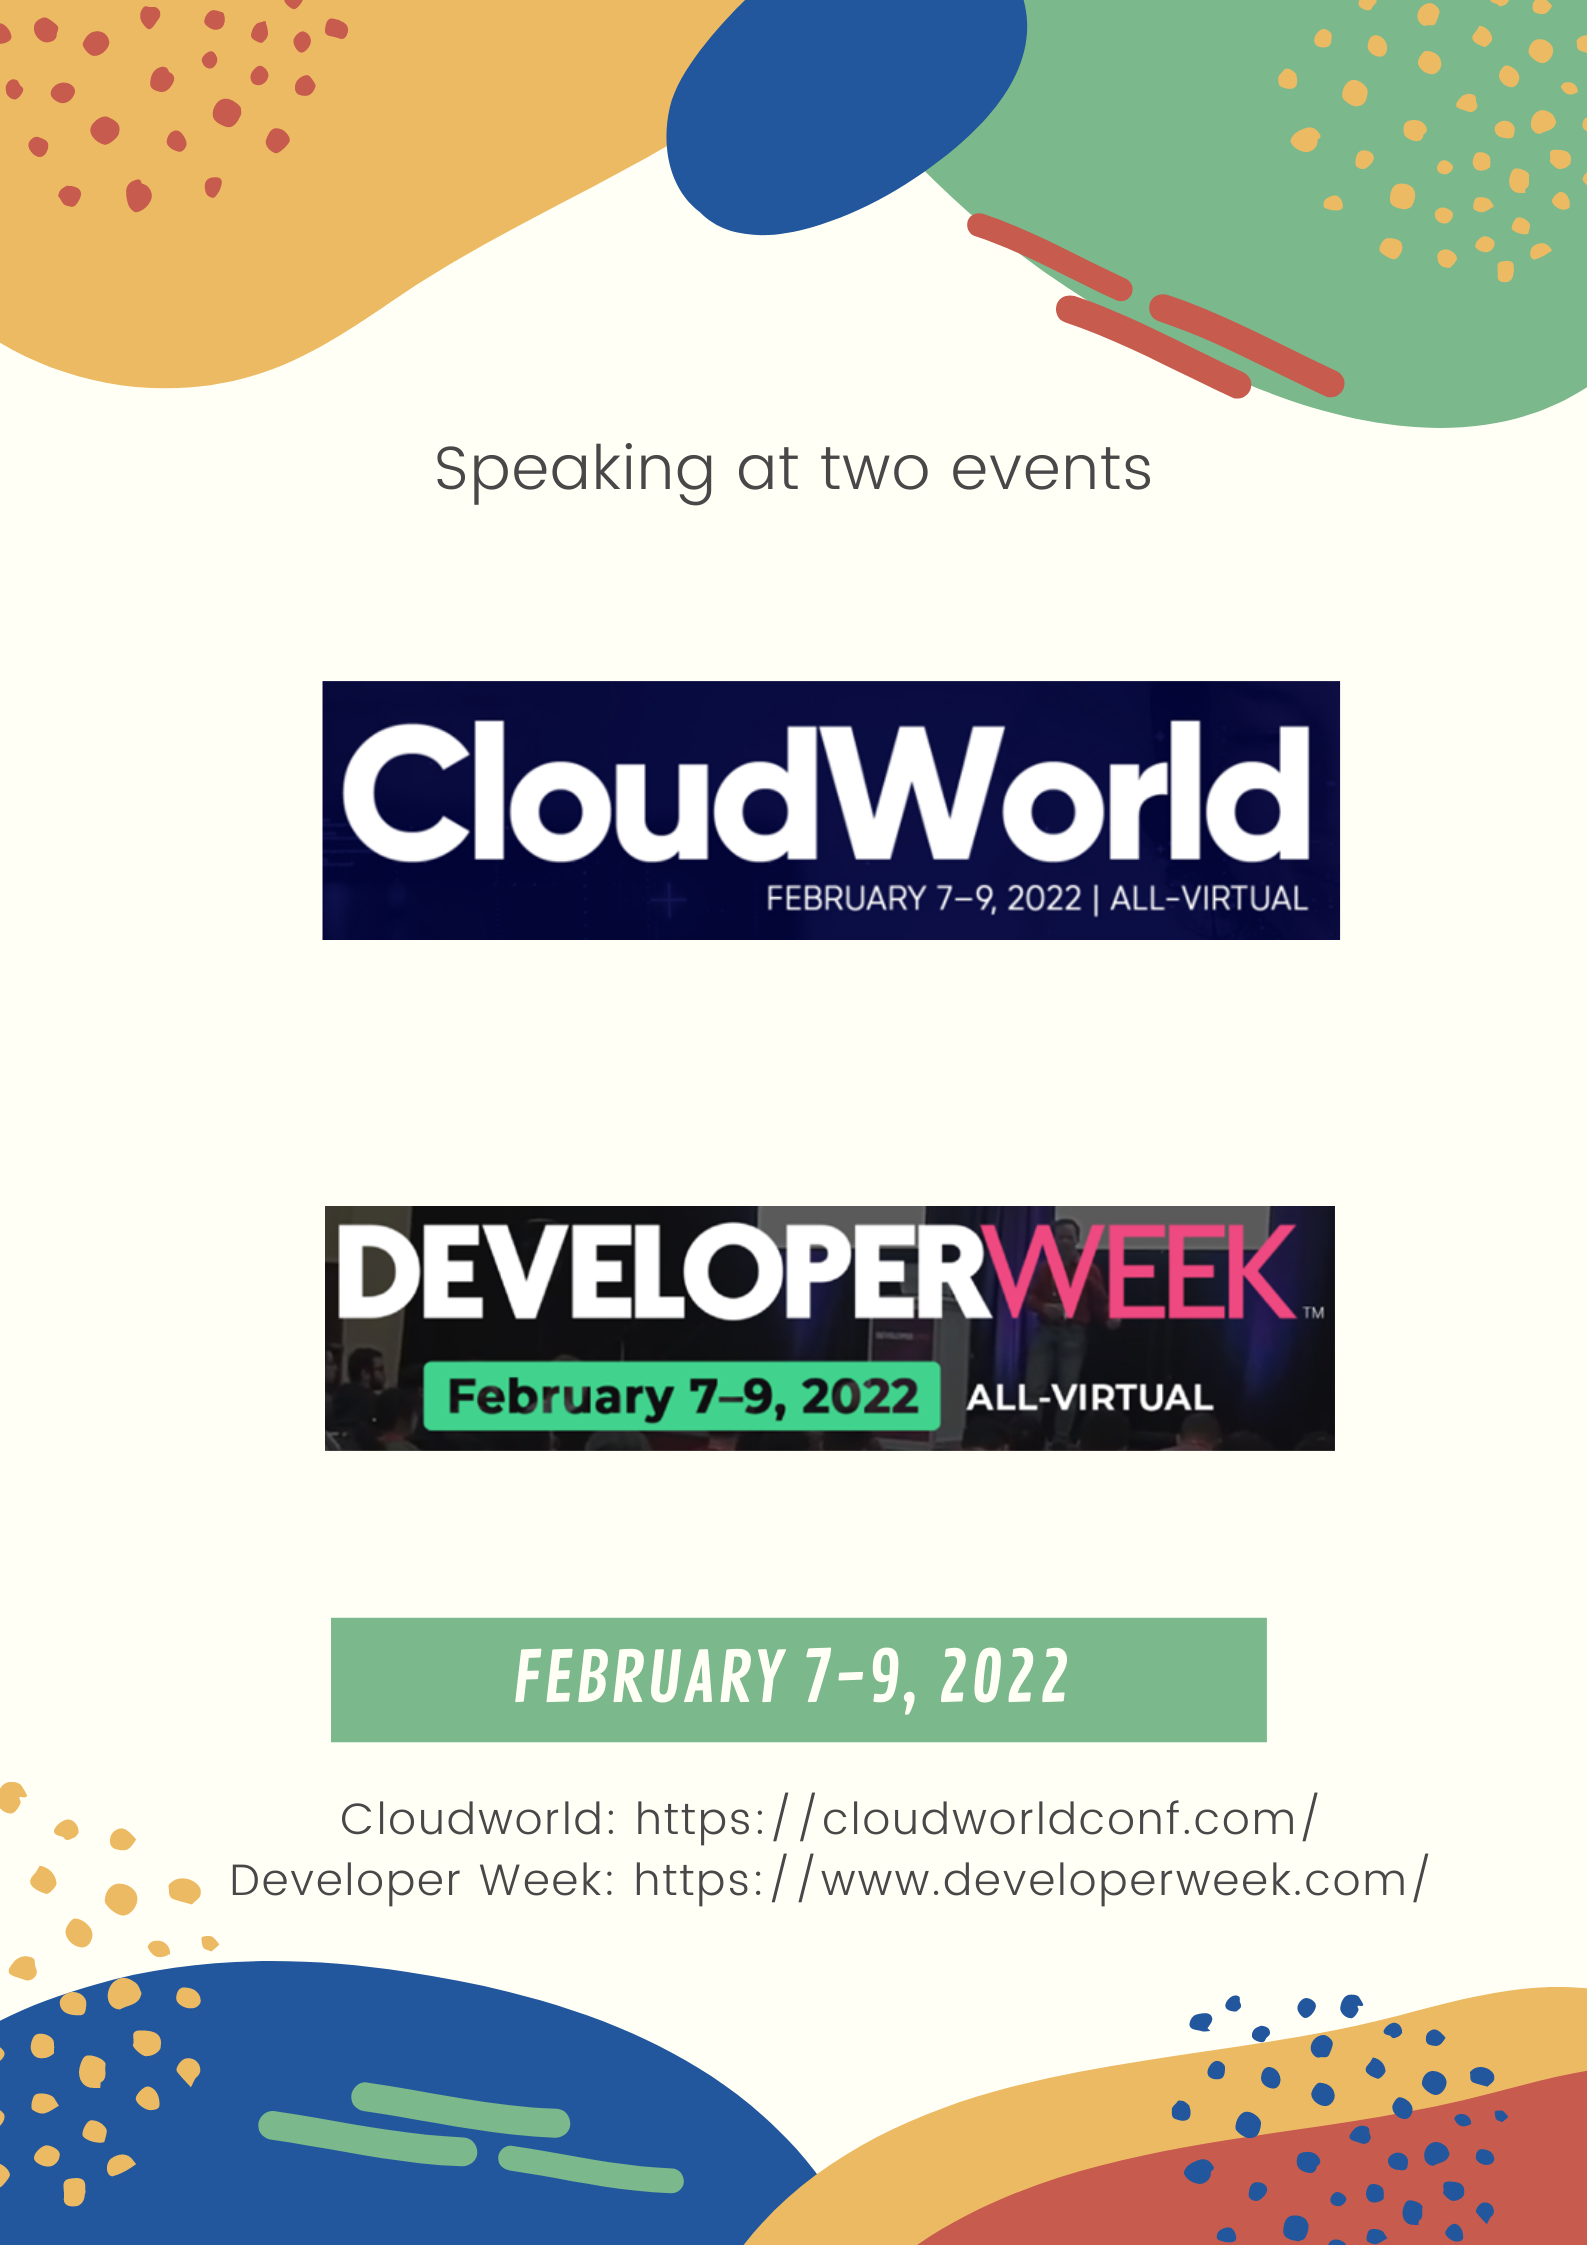 Speaking at two events
CloudWorld
FEBRUARY 7–9, 2022 | ALL-VIRTUAL
DEVELOPERWEEK™
February 7–9, 2022 ALL-VIRTUAL
FEBRUARY 7-9, 2022
Cloudworld: https://cloudworldconf.com/
Developer Week: https://www.developerweek.com/